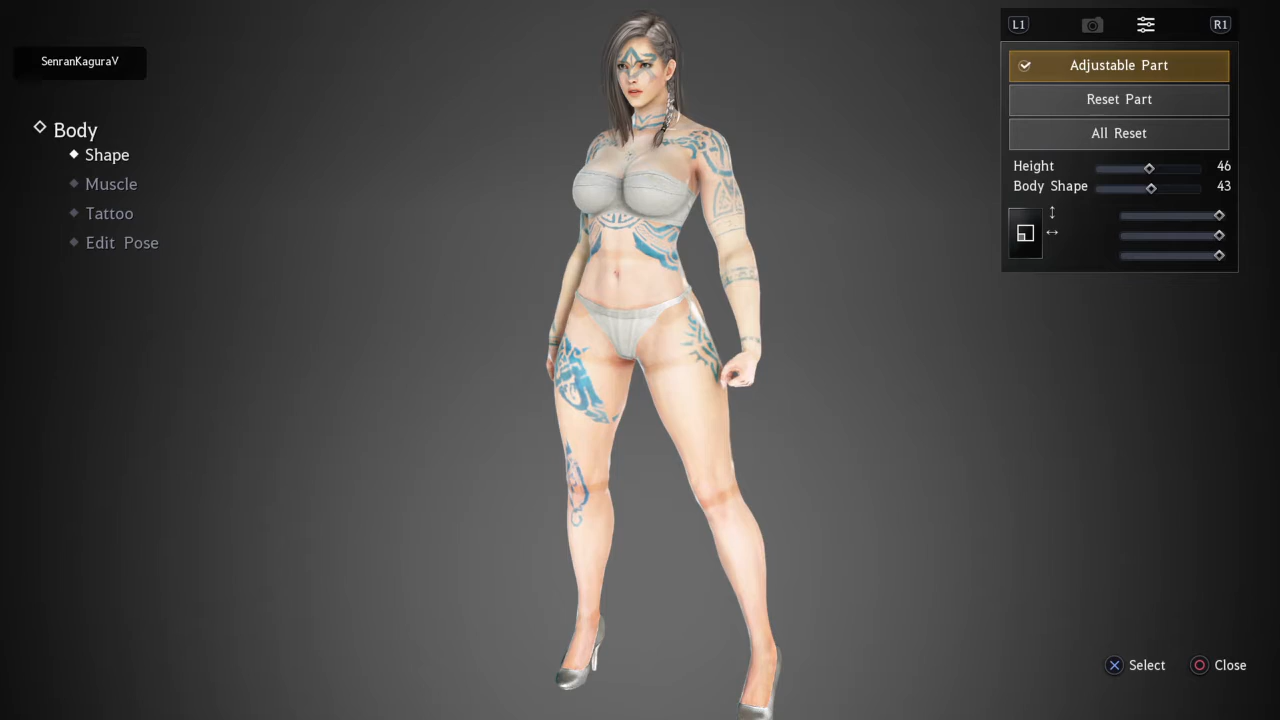 SenranKaguraV
Body
Shape
Muscle
Tattoo
Edit Pose
L1
R1
Adjustable Part
Reset Part
All Reset
Height 46
Body Shape 43
Select
Close